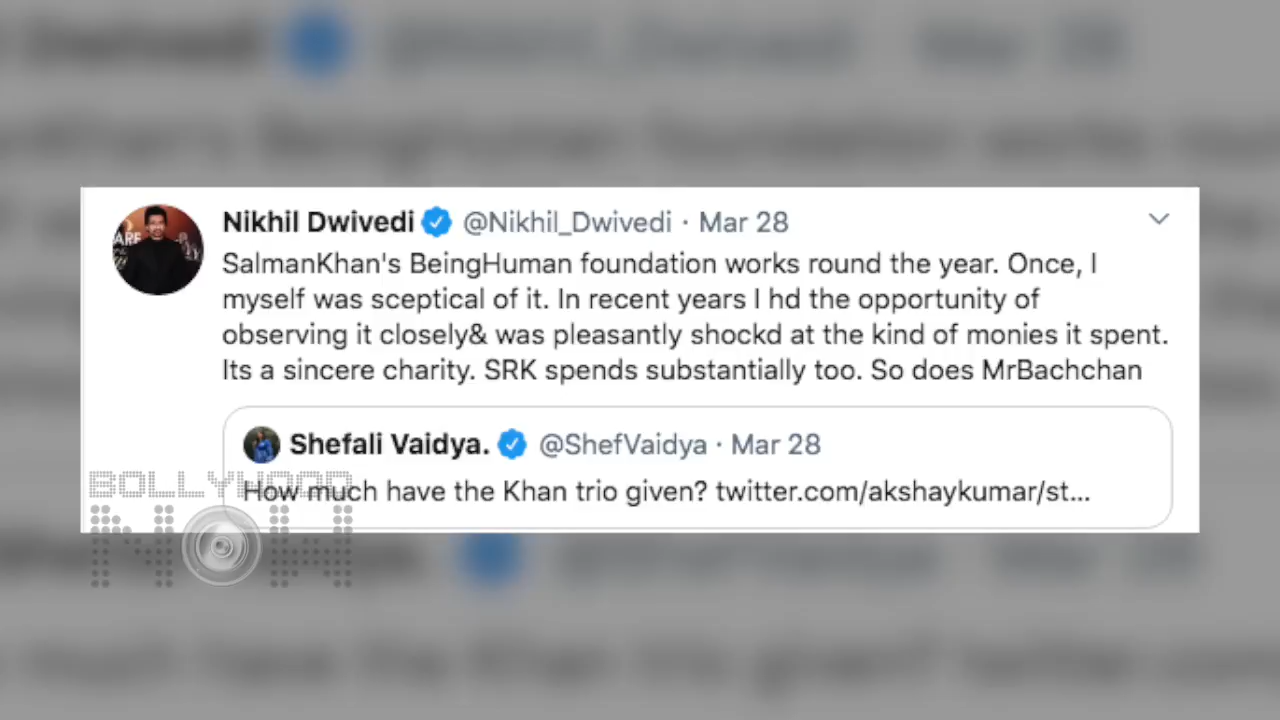 Nikhil Dwivedi @Nikhil_Dwivedi · Mar 28
SalmanKhan's BeingHuman foundation works round the year. Once, I
myself was sceptical of it. In recent years I hd the opportunity of
observing it closely& was pleasantly shockd at the kind of monies it spent.
Its a sincere charity. SRK spends substantially too. So does MrBachchan
Shefali Vaidya. @ShefVaidya · Mar 28
How much have the Khan trio given? twitter.com/akshaykumar/st...
BOLLYWOOD
NOW